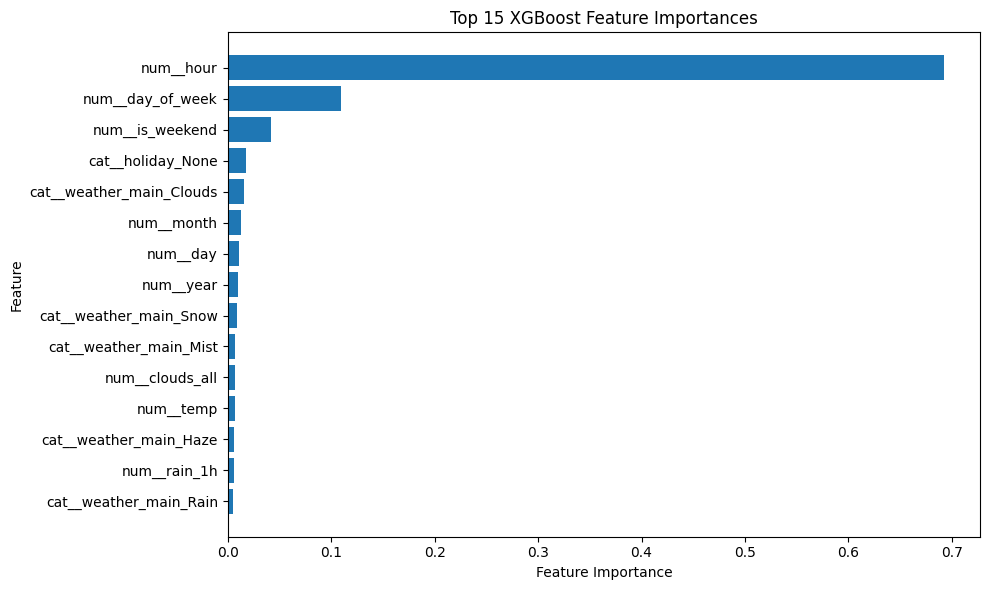 Top 15 XGBoost Feature Importances
num__hour
num__day_of_week
num__is_weekend
cat__holiday_None
cat__weather_main_Clouds
num__month
num__day
num__year
cat__weather_main_Snow
cat__weather_main_Mist
num__clouds_all
num__temp
cat__weather_main_Haze
num__rain_1h
cat__weather_main_Rain
Feature
0.0 0.1 0.2 0.3 0.4 0.5 0.6 0.7
Feature Importance